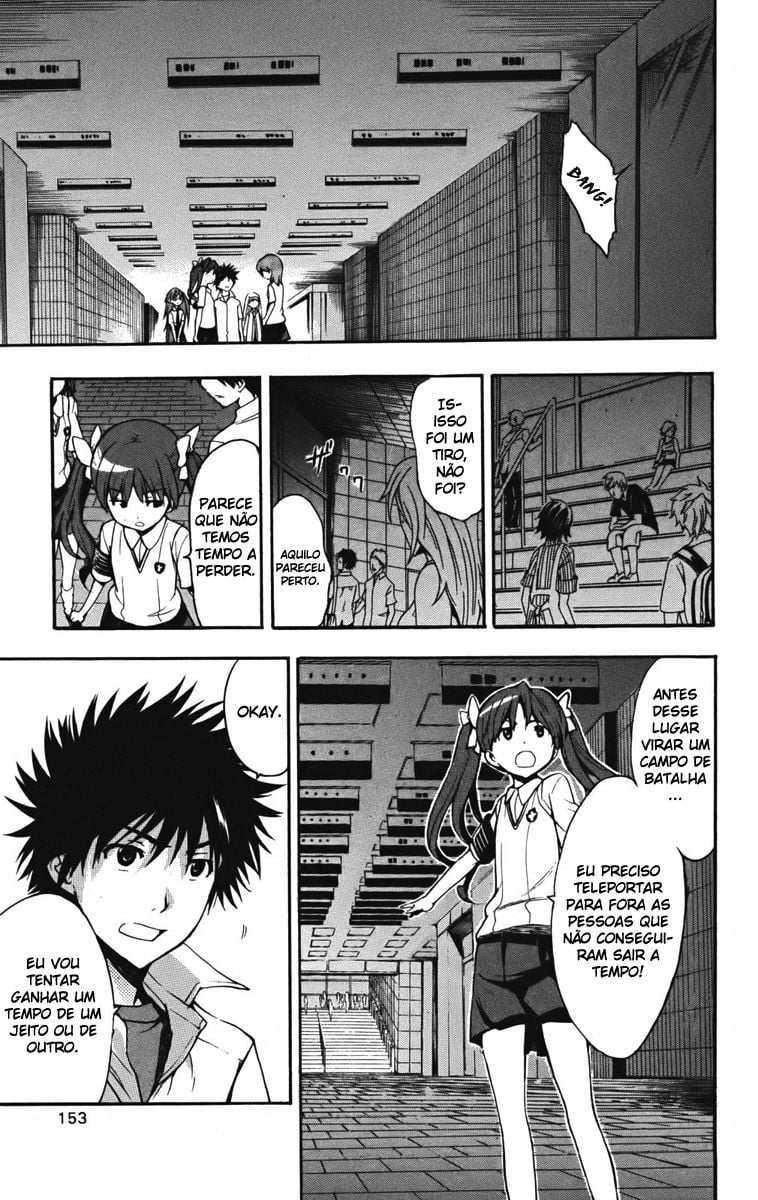 BANG!
IS-
ISSO
FOI UM
TIRO,
NÃO
FOI?
AQUILO
PARECEU
PERTO.
PARECE
QUE NÃO
TEMOS
TEMPO A
PERDER.
ANTES
DESSE
LUGAR
VIRAR UM
CAMPO DE
BATALHA
...
EU PRECISO
TELEPORTAR
PARA FORA AS
PESSOAS QUE
NÃO CONSEGUI-
RAM SAIR A
TEMPO!
OKAY.
EU VOU
TENTAR
GANHAR UM
TEMPO DE UM
JEITO OU DE
OUTRO.
153